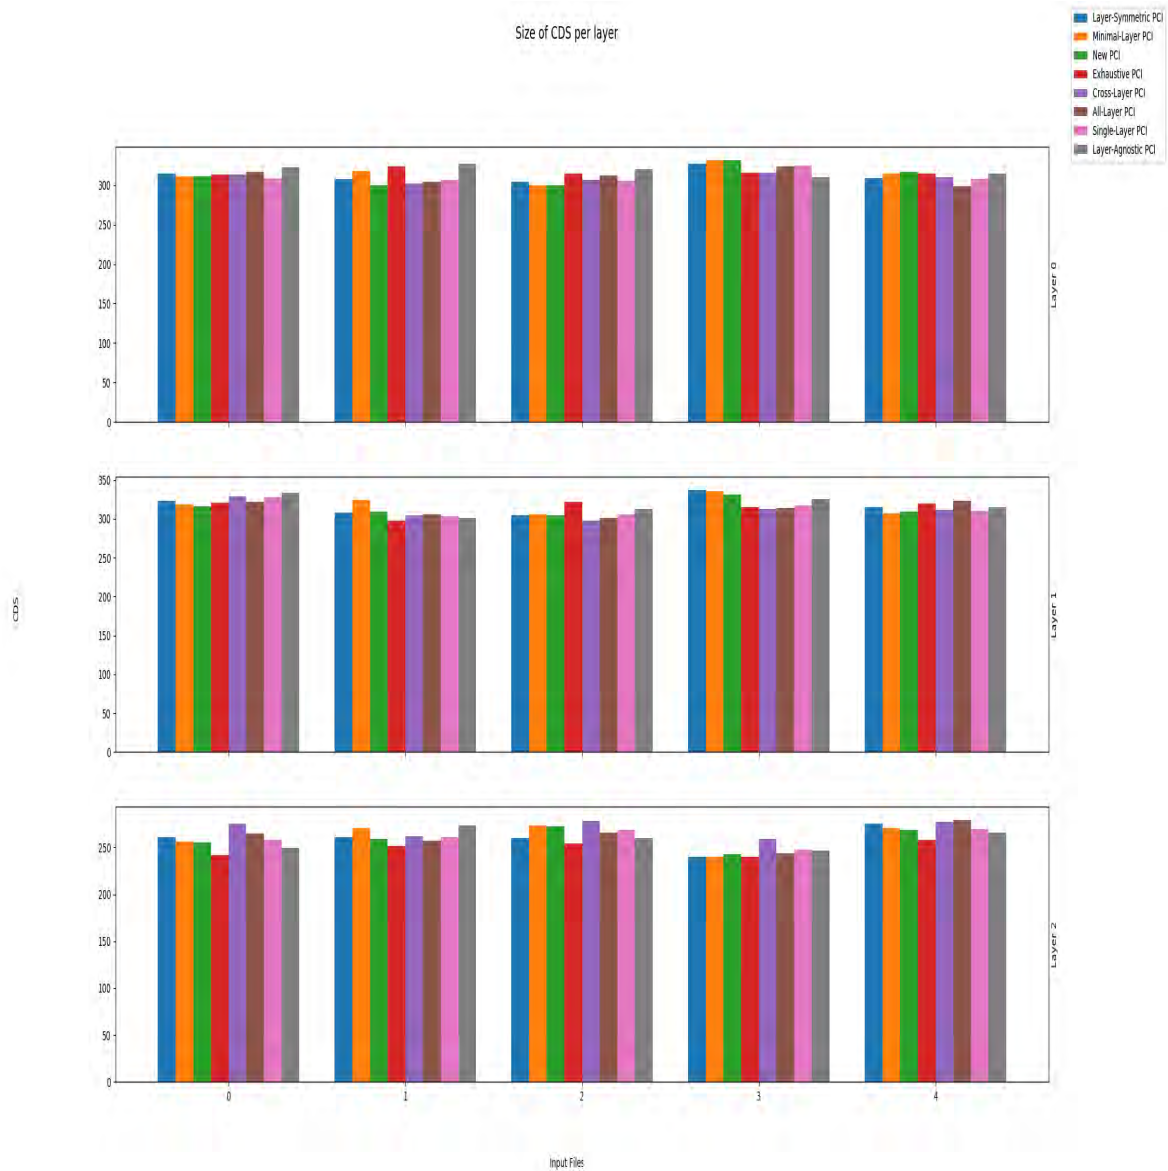 Size of CDS per layer
Layer-Symmetric PCI
Minimal-Layer PCI
New PCI
Exhaustive PCI
Cross-Layer PCI
All-Layer PCI
Single-Layer PCI
Layer-Agnostic PCI
300
250
200
150
100
50
0
Layer 0
350
300
250
200
150
100
50
0
Layer 1
CDS
250
200
150
100
50
0
Layer 2
0 1 2 3 4
Input Files